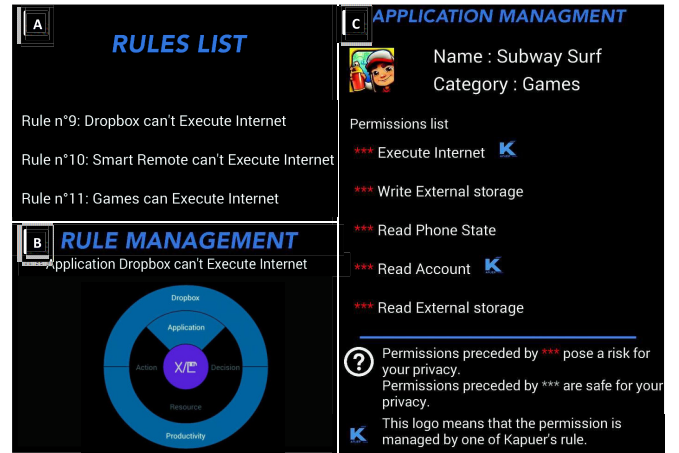 A
RULES LIST
Rule n°9: Dropbox can't Execute Internet
Rule n°10: Smart Remote can't Execute Internet
Rule n°11: Games can Execute Internet
B
RULE MANAGEMENT
Application Dropbox can't Execute Internet
Dropbox
Application
Action
Decision
Resource
Productivity
C
APPLICATION MANAGMENT
Name : Subway Surf
Category : Games
Permissions list
*** Execute Internet K
*** Write External storage
*** Read Phone State
*** Read Account K
*** Read External storage
? Permissions preceded by *** pose a risk for
your privacy.
Permissions preceded by *** are safe for your
privacy.
K This logo means that the permission is
managed by one of Kapuer's rule.